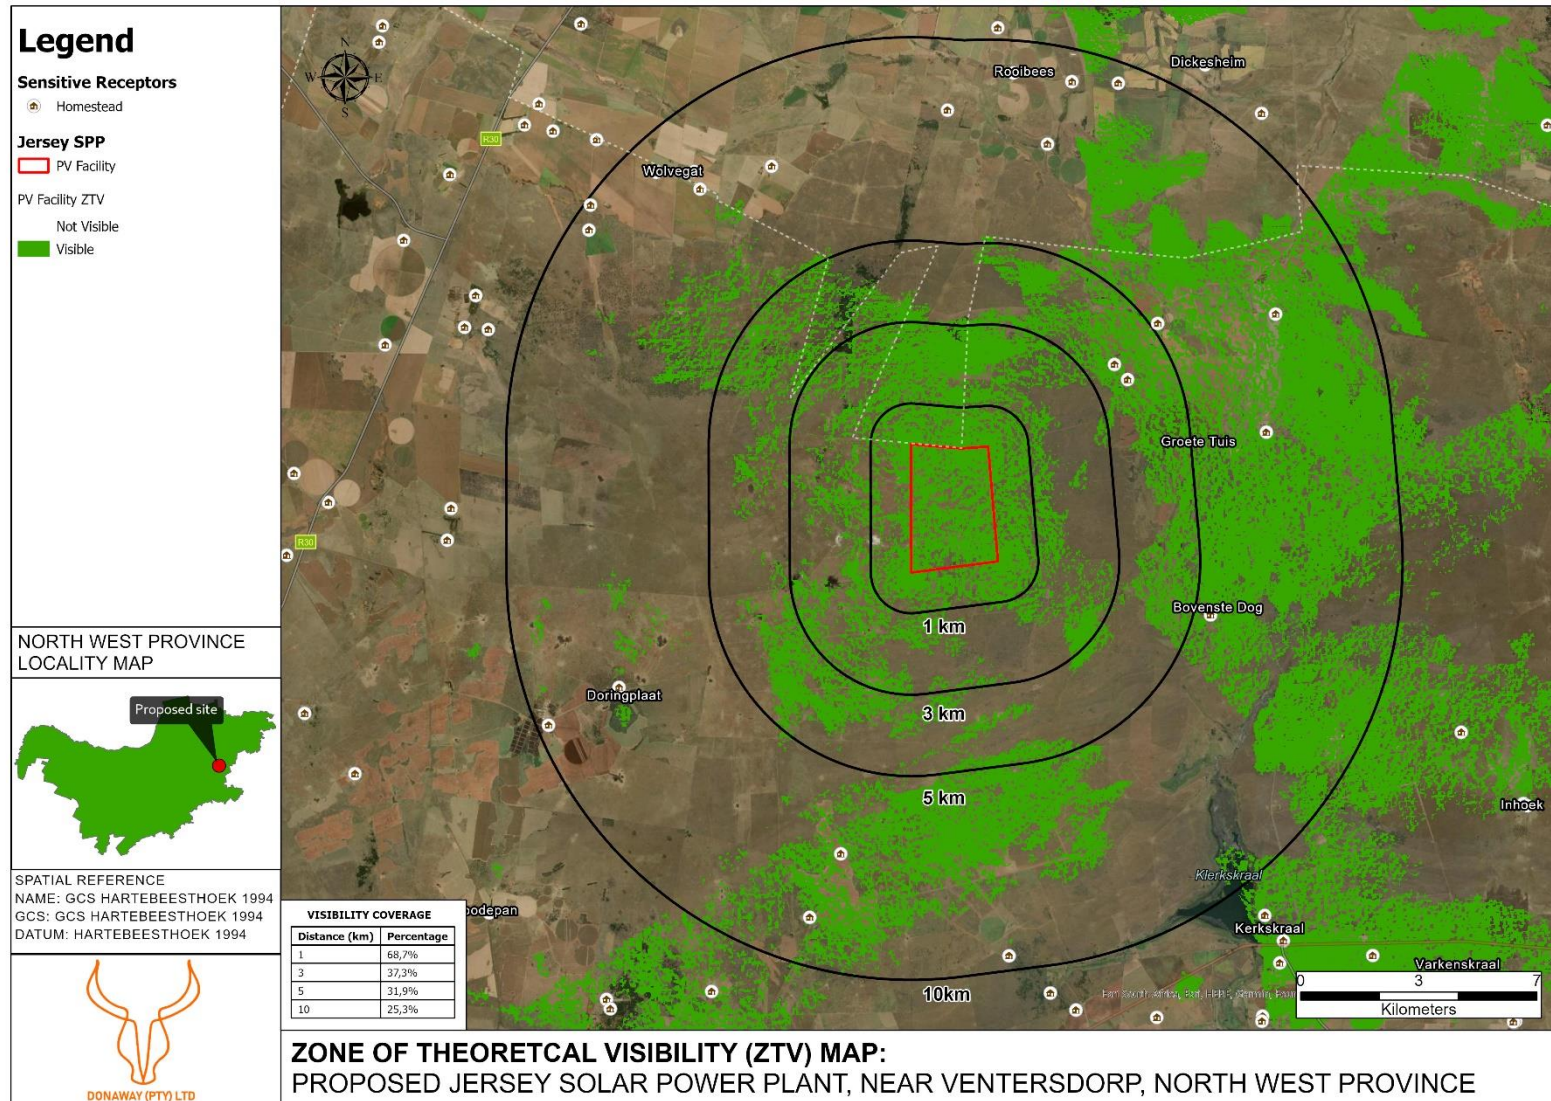 Legend
Sensitive Receptors
Homestead
Jersey SPP
PV Facility
PV Facility ZTV
Not Visible
Visible
NORTH WEST PROVINCE
LOCALITY MAP
Proposed site
SPATIAL REFERENCE
NAME: GCS HARTEBEESTHOEK 1994
GCS: GCS HARTEBEESTHOEK 1994
DATUM: HARTEBEESTHOEK 1994
DONAWAY (PTY) LTD
N
W E
S
R30
Rooibees
Dickesheim
Wolvegat
Groete Tuis
R30
Bovenste Dog
1 km
Doringplaat
3 km
5 km
Inhoek
Klerkskraal
podepan
Kerkskraal
Varkenskraal
10km
VISIBILITY COVERAGE
Distance (km) Percentage
1 68,7%
3 37,3%
5 31,9%
10 25,3%
0 3 7
Kilometers
ZONE OF THEORETCAL VISIBILITY (ZTV) MAP:
PROPOSED JERSEY SOLAR POWER PLANT, NEAR VENTERSDORP, NORTH WEST PROVINCE